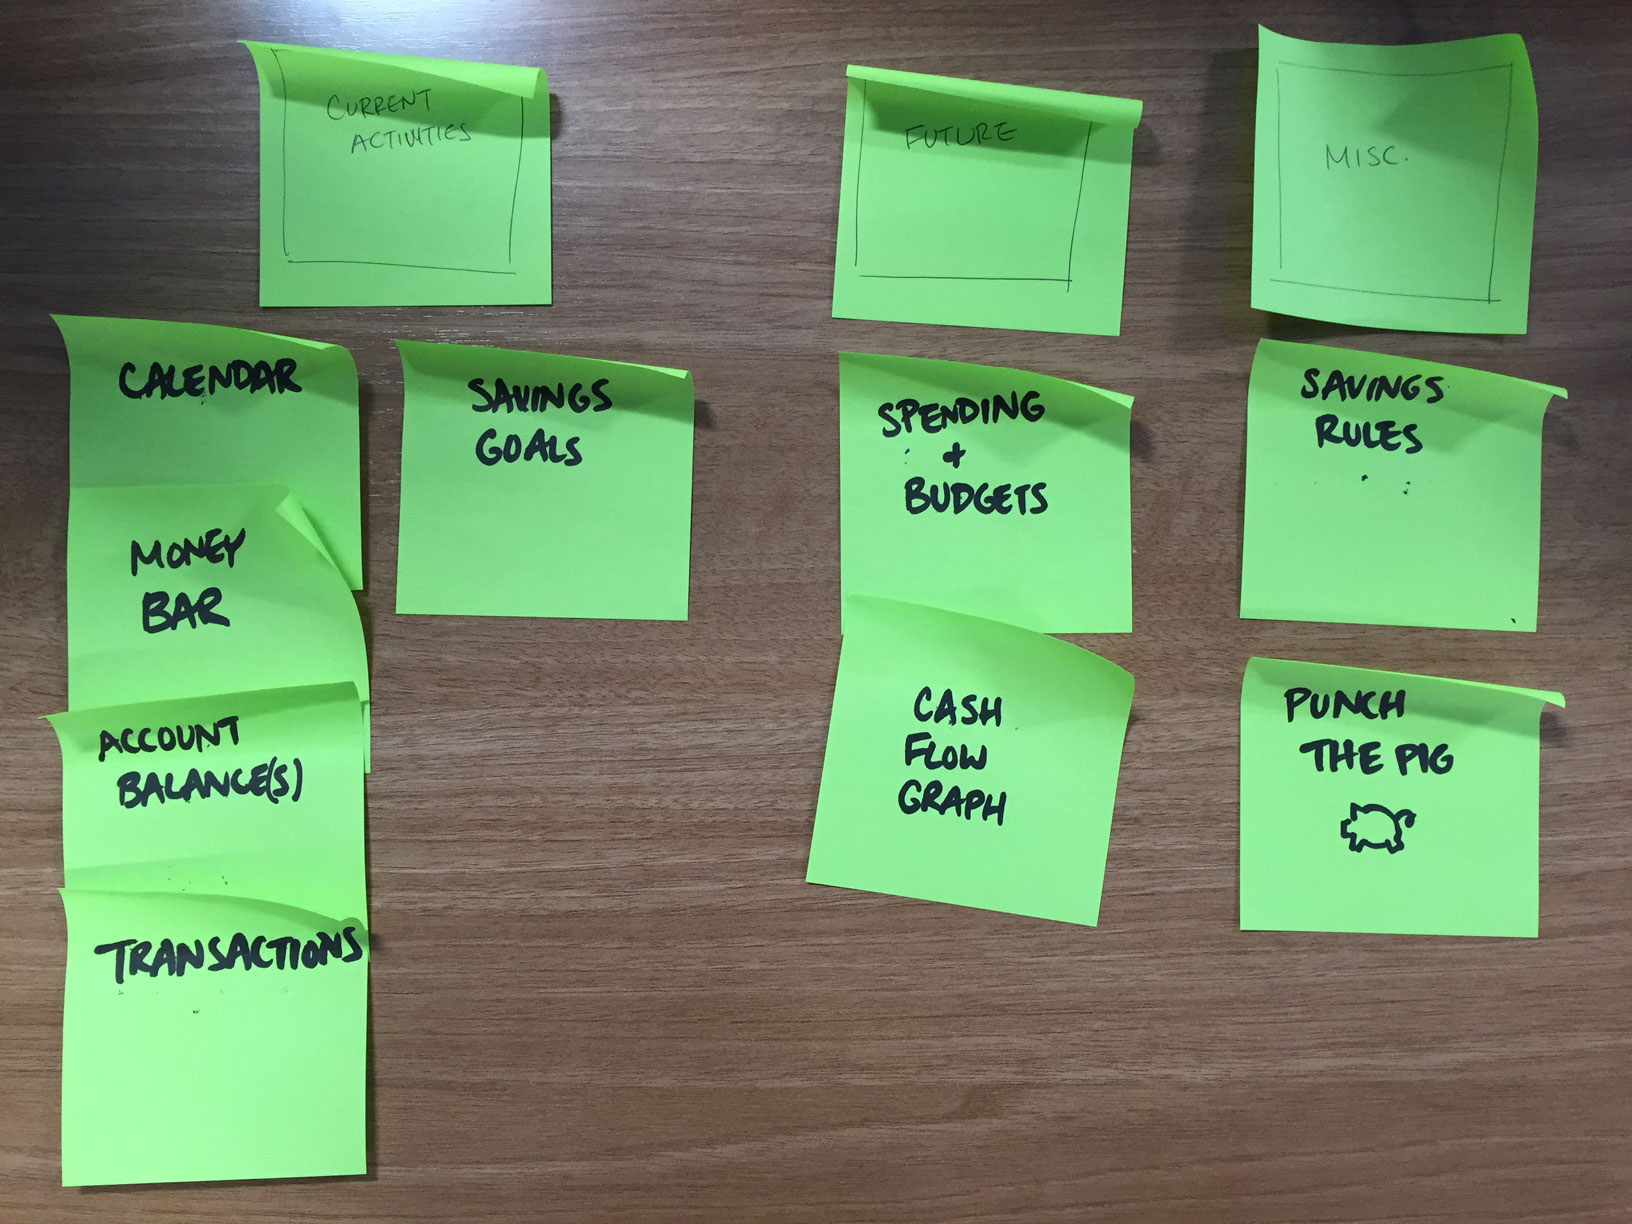 CURRENT
ACTIVITIES
FUTURE
MISC.
CALENDAR
MONEY
BAR
ACCOUNT
BALANCE(S)
TRANSACTIONS
SAVINGS
GOALS
SPENDING
+
BUDGETS
CASH
FLOW
GRAPH
SAVINGS
RULES
PUNCH
THE PIG